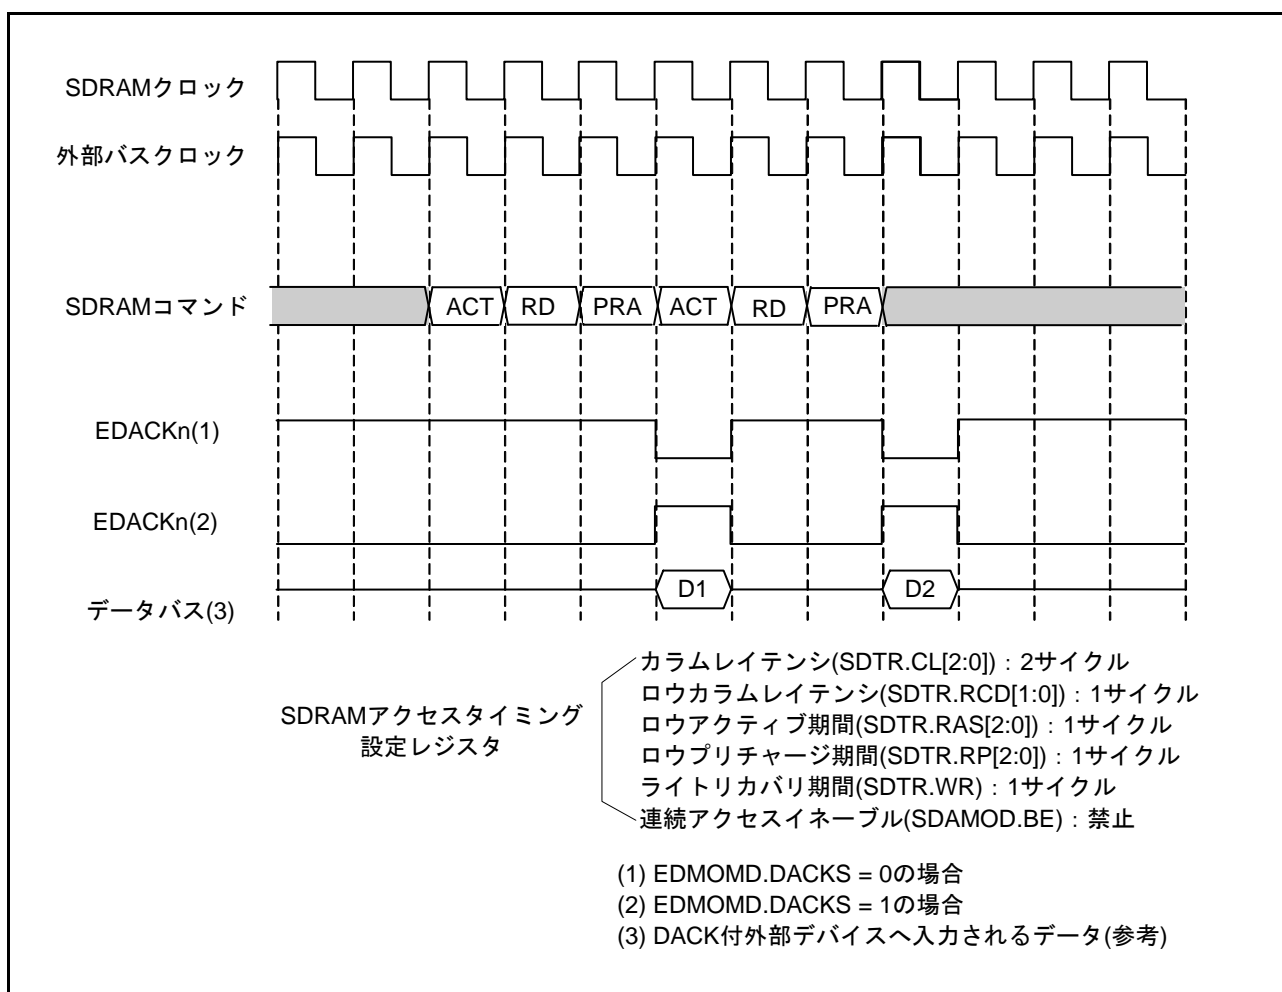 SDRAMクロック
外部バスクロック
SDRAMコマンド
ACT RD PRA ACT RD PRA
EDACKn(1)
EDACKn(2)
データバス(3)
D1 D2
SDRAMアクセスタイミング
設定レジスタ
カラムレイテンシ(SDTR.CL[2:0]):2サイクル
ロウカラムレイテンシ(SDTR.RCD[1:0]):1サイクル
ロウアクティブ期間(SDTR.RAS[2:0]):1サイクル
ロウプリチャージ期間(SDTR.RP[2:0]):1サイクル
ライトリカバリ期間(SDTR.WR):1サイクル
連続アクセスイネーブル(SDAMOD.BE):禁止
(1) EDMOMD.DACKS = 0の場合
(2) EDMOMD.DACKS = 1の場合
(3) DACK付外部デバイスへ入力されるデータ(参考)